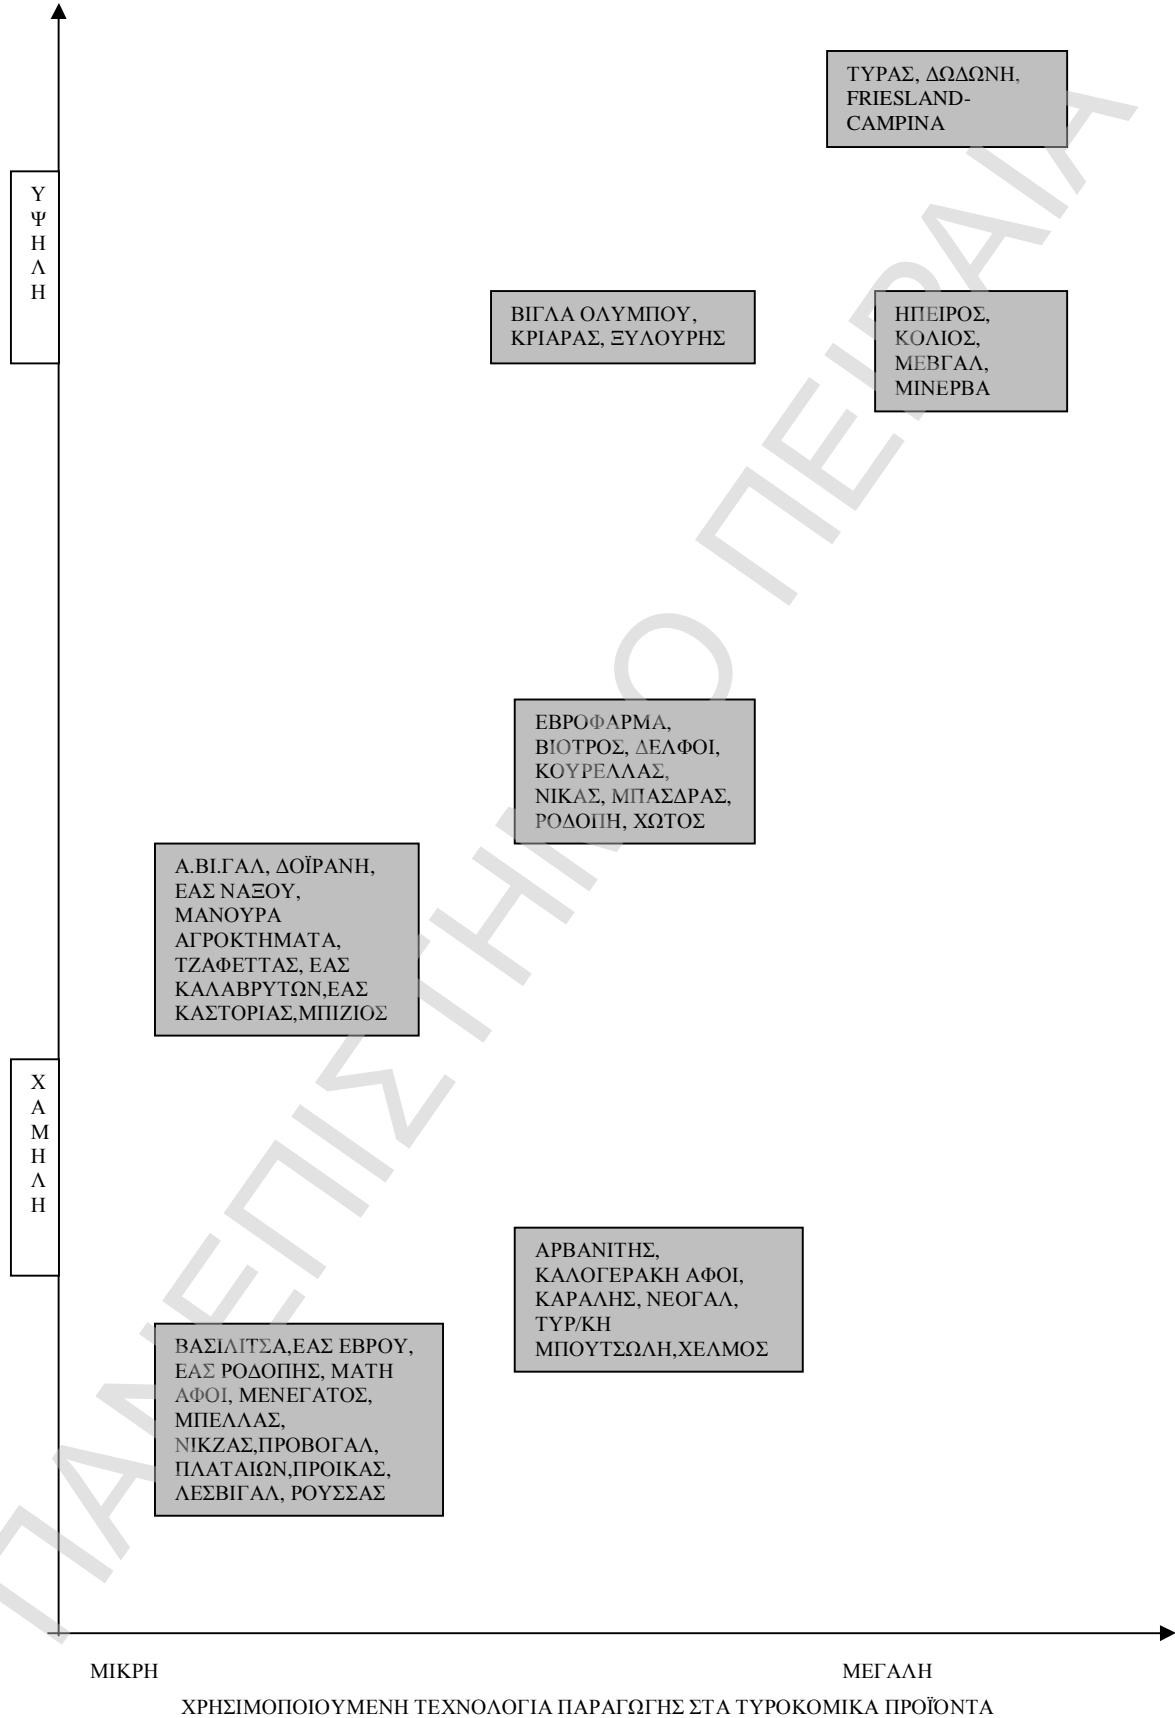 ΤΥΡΑΣ, ΔΩΔΩΝΗ,
FRIESLAND-
CAMPINA
Υ
Ψ
Η
Λ
Η
ΒΙΓΛΑ ΟΛΥΜΠΟΥ,
ΚΡΙΑΡΑΣ, ΞΥΛΟΥΡΗΣ
ΗΠΕΙΡΟΣ,
ΚΟΛΙΟΣ,
ΜΕΒΓΑΛ,
ΜΙΝΕΡΒΑ
ΕΒΡΟΦΑΡΜΑ,
ΒΙΟΤΡΟΣ, ΔΕΛΦΟΙ,
ΚΟΥΡΕΛΛΑΣ,
ΝΙΚΑΣ, ΜΠΑΣΔΡΑΣ,
ΡΟΔΟΠΗ, ΧΩΤΟΣ
Α.ΒΙ.ΓΑΛ, ΔΟΪΡΑΝΗ,
ΕΑΣ ΝΑΞΟΥ,
ΜΑΝΟΥΡΑ
ΑΓΡΟΚΤΗΜΑΤΑ,
ΤΖΑΦΕΤΤΑΣ, ΕΑΣ
ΚΑΛΑΒΡΥΤΩΝ,ΕΑΣ
ΚΑΣΤΟΡΙΑΣ,ΜΠΙΖΙΟΣ
Χ
Α
Μ
Η
Λ
Η
ΑΡΒΑΝΙΤΗΣ,
ΚΑΛΟΓΕΡΑΚΗ ΑΦΟΙ,
ΚΑΡΑΛΗΣ, ΝΕΟΓΑΛ,
ΤΥΡ/ΚΗ
ΜΠΟΥΤΣΩΛΗ,ΧΕΛΜΟΣ
ΒΑΣΙΛΙΤΣΑ,ΕΑΣ ΕΒΡΟΥ,
ΕΑΣ ΡΟΔΟΠΗΣ, ΜΑΤΗ
ΑΦΟΙ, ΜΕΝΕΓΑΤΟΣ,
ΜΠΕΛΛΑΣ,
ΝΙΚΖΑΣ,ΠΡΟΒΟΓΑΛ,
ΠΛΑΤΑΙΩΝ,ΠΡΟΙΚΑΣ,
ΛΕΣΒΙΓΑΛ, ΡΟΥΣΣΑΣ
ΜΙΚΡΗ ΜΕΓΑΛΗ
ΧΡΗΣΙΜΟΠΟΙΟΥΜΕΝΗ ΤΕΧΝΟΛΟΓΙΑ ΠΑΡΑΓΩΓΗΣ ΣΤΑ ΤΥΡΟΚΟΜΙΚΑ ΠΡΟΪΟΝΤΑ
ΠΑΝΕΠΙΣΤΗΜΙΟ ΠΕΙΡΑΙΑ